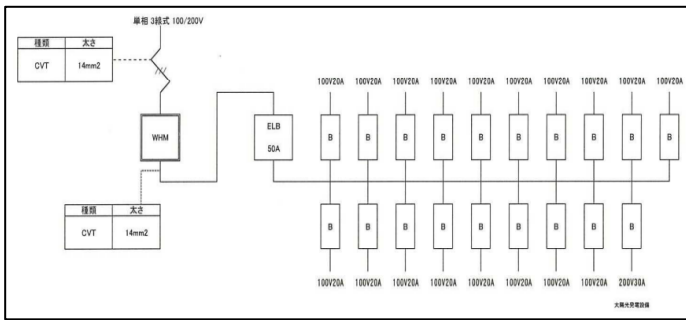 単相 3線式 100/200V
種類 太さ
CVT 14mm2
WHM
種類 太さ
CVT 14mm2
ELB
50A
100V20A 100V20A 100V20A 100V20A 100V20A 100V20A 100V20A 100V20A 100V20A 100V20A
B B B B B B B B B B
B B B B B B B B B
100V20A 100V20A 100V20A 100V20A 100V20A 100V20A 100V20A 100V20A 200V30A
太陽光発電設備